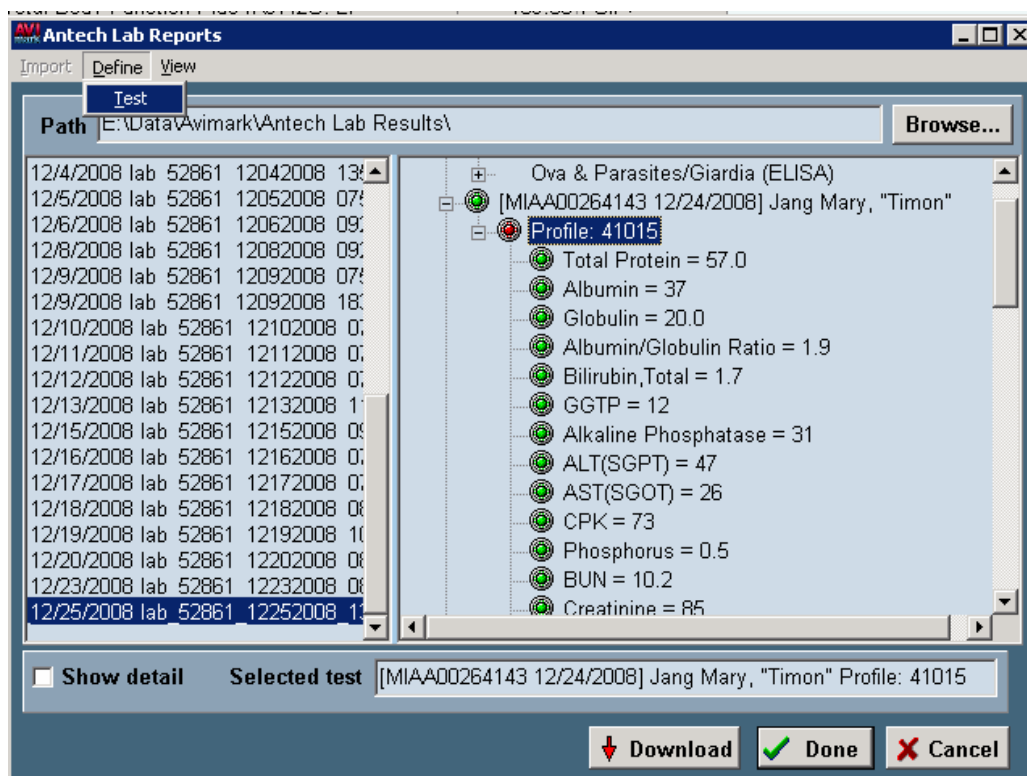 AVI mark Antech Lab Reports
Import Define View
Test
Path E:\Data\Avimark\Antech Lab Results\ Browse...
12/4/2008 lab 52861 12042008
12/5/2008 lab 52861 12052008
12/6/2008 lab 52861 12062008
12/8/2008 lab 52861 12082008
12/9/2008 lab 52861 12092008
12/9/2008 lab 52861 12092008
12/10/2008 lab 52861 12102008
12/11/2008 lab 52861 12112008
12/12/2008 lab 52861 12122008
12/13/2008 lab 52861 12132008
12/15/2008 lab 52861 12152008
12/16/2008 lab 52861 12162008
12/17/2008 lab 52861 12172008
12/18/2008 lab 52861 12182008
12/19/2008 lab 52861 12192008
12/20/2008 lab 52861 12202008
12/23/2008 lab 52861 12232008
12/25/2008 lab_52861_12252008
Ova & Parasites/Giardia (ELISA)
[MIAA00264143 12/24/2008] Jang Mary, "Timon"
Profile: 41015
Total Protein = 57.0
Albumin = 37
Globulin = 20.0
Albumin/Globulin Ratio = 1.9
Bilirubin,Total = 1.7
GGTP = 12
Alkaline Phosphatase = 31
ALT(SGPT) = 47
AST(SGOT) = 26
CPK = 73
Phosphorus = 0.5
BUN = 10.2
Creatinine = 85
Show detail Selected test [MIAA00264143 12/24/2008] Jang Mary, "Timon" Profile: 41015
Download Done Cancel